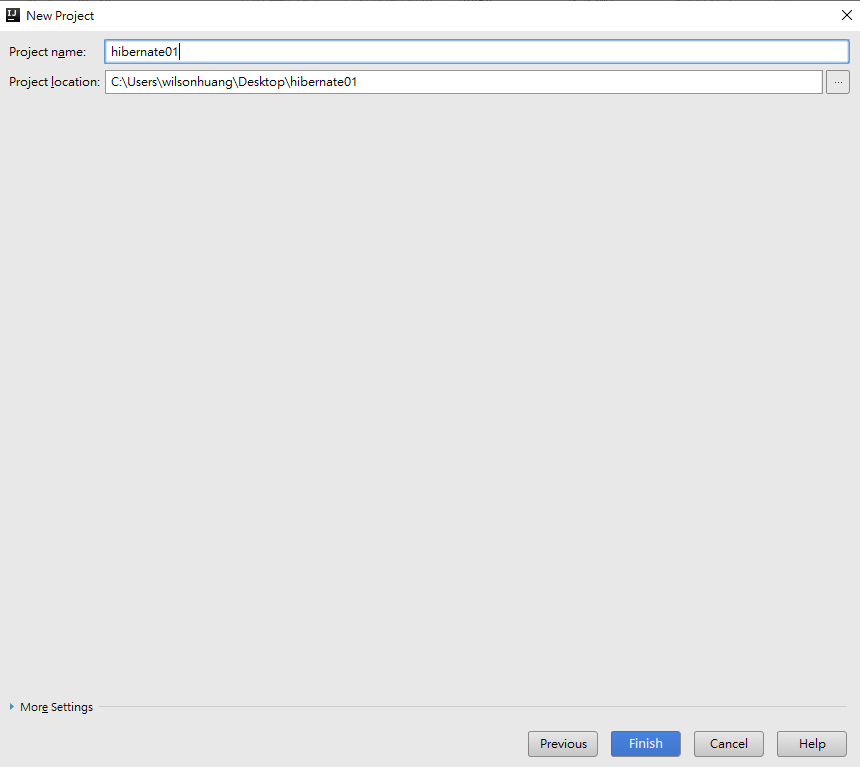 New Project
Project name: hibernate01
Project location: C:\Users\wilsonhuang\Desktop\hibernate01 ...
More Settings
Previous Finish Cancel Help